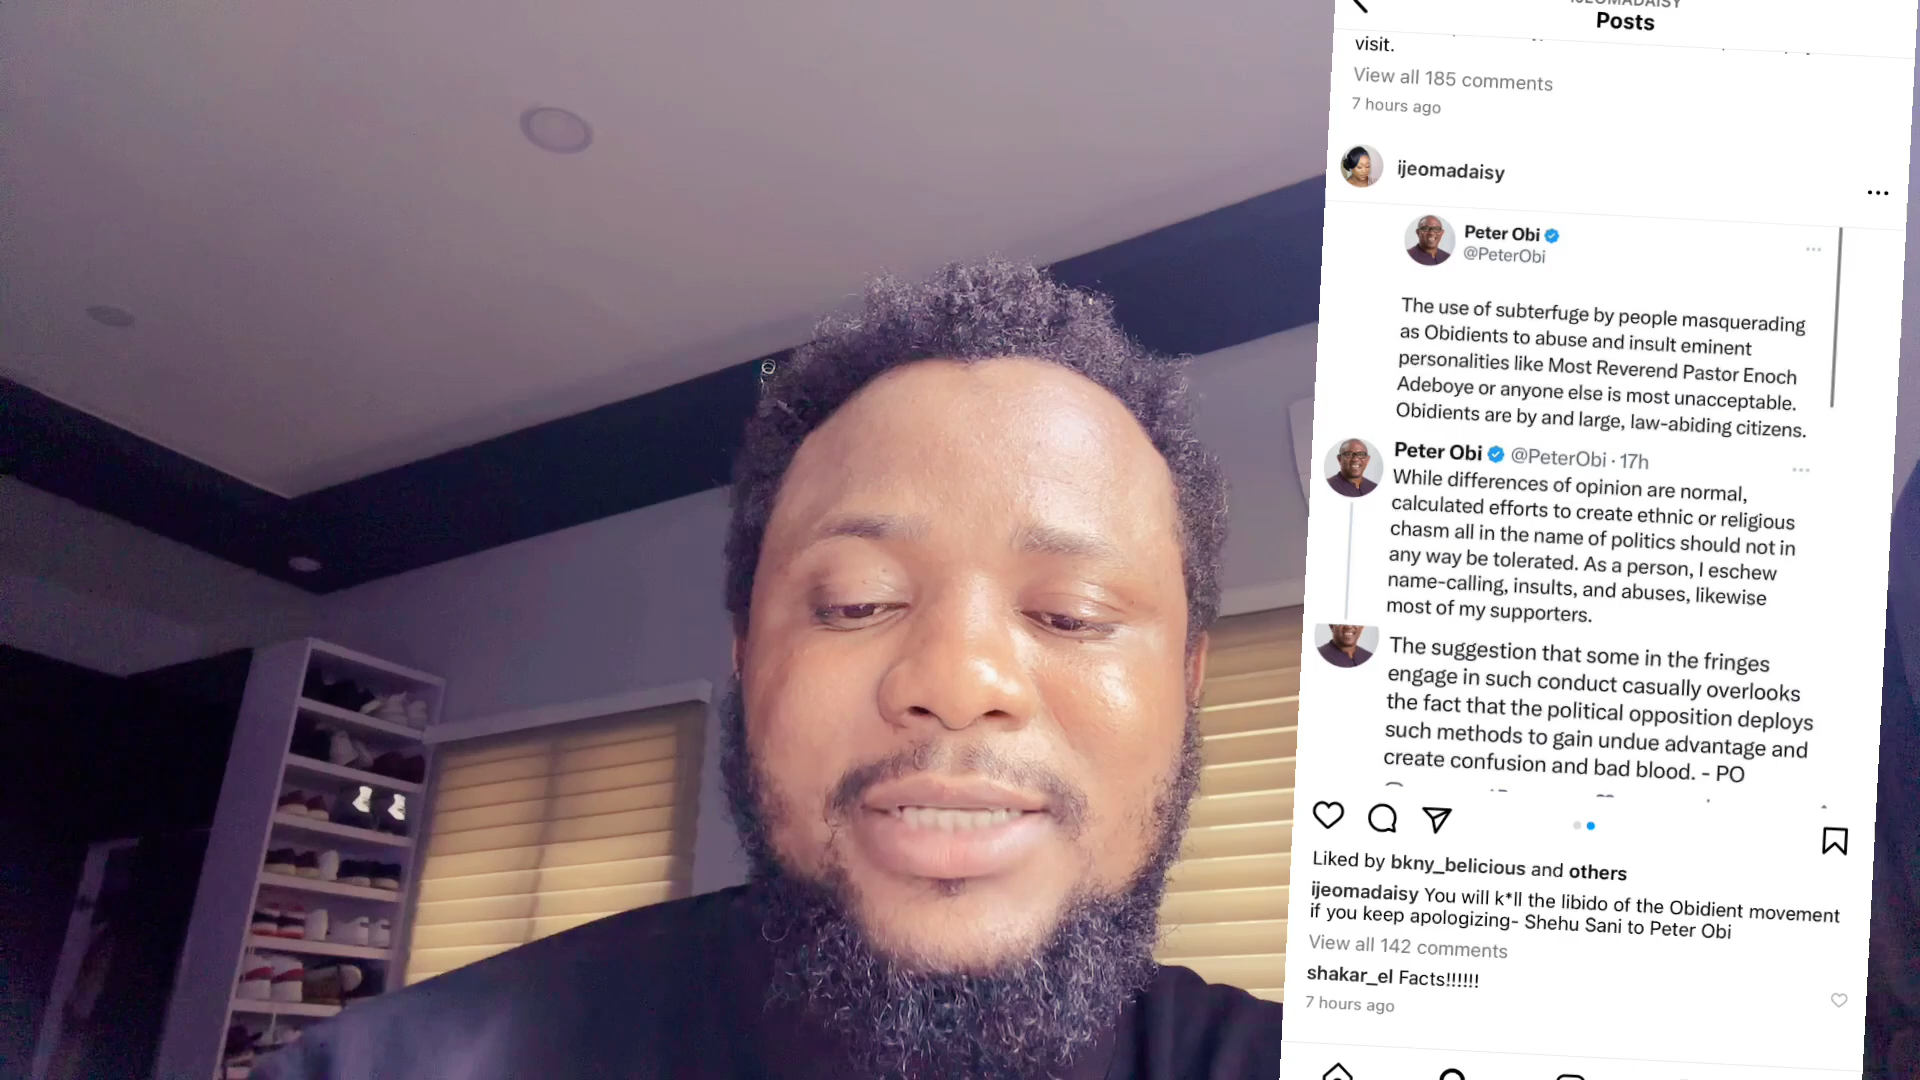 Posts
visit.
View all 185 comments
7 hours ago
ijeomadaisy
Peter Obi
@PeterObi
The use of subterfuge by people masquerading
as Obidients to abuse and insult eminent
personalities like Most Reverend Pastor Enoch
Adeboye or anyone else is most unacceptable.
Obidients are by and large, law-abiding citizens.
Peter Obi @PeterObi · 17h
While differences of opinion are normal,
calculated efforts to create ethnic or religious
chasm all in the name of politics should not in
any way be tolerated. As a person, I eschew
name-calling, insults, and abuses, likewise
most of my supporters.
The suggestion that some in the fringes
engage in such conduct casually overlooks
the fact that the political opposition deploys
such methods to gain undue advantage and
create confusion and bad blood. - PO
Liked by bkny_belicious and others
ijeomadaisy You will k*ll the libido of the Obidient movement
if you keep apologizing- Shehu Sani to Peter Obi
View all 142 comments
shakar_el Facts!!!!!!
7 hours ago